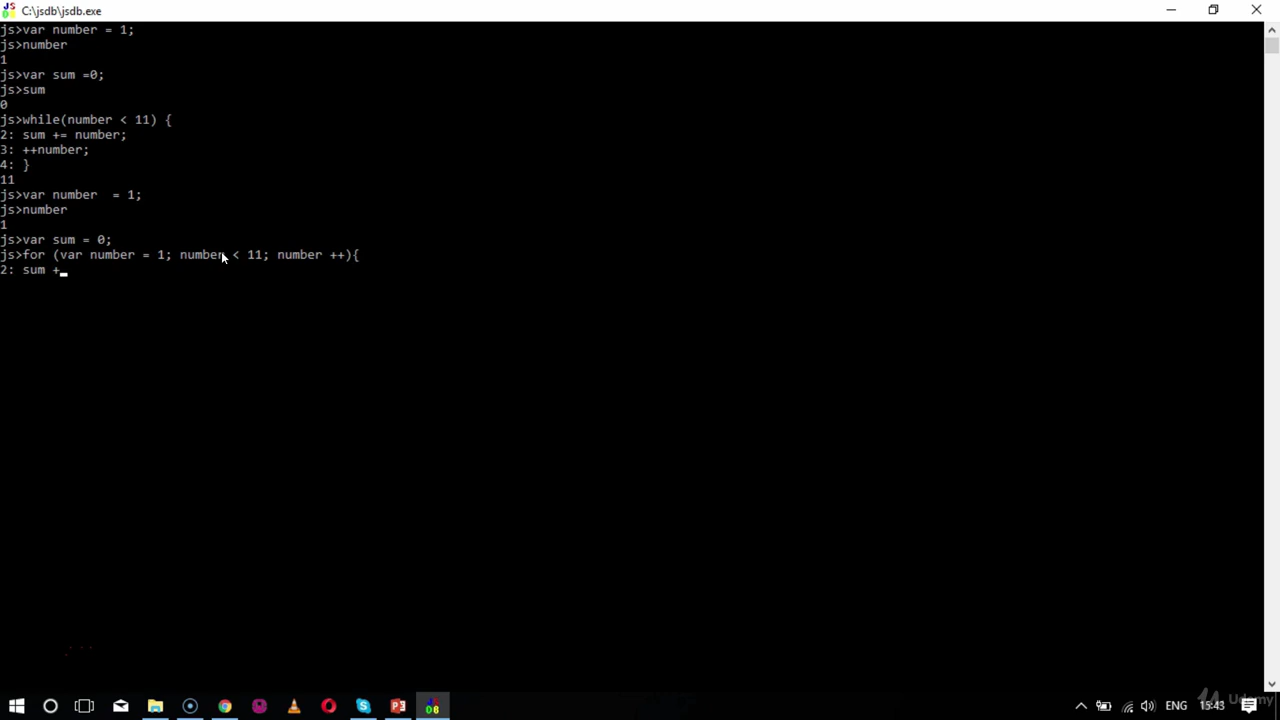 C:\jsdb\jsdb.exe
js>var number = 1;
js>number
1
js>var sum =0;
js>sum
0
js>while(number < 11) {
2: sum += number;
3: ++number;
4: }
11
js>var number  = 1;
js>number
1
js>var sum = 0;
js>for (var number = 1; number < 11; number ++){
2: sum +_
ENG 15:43
Udemy